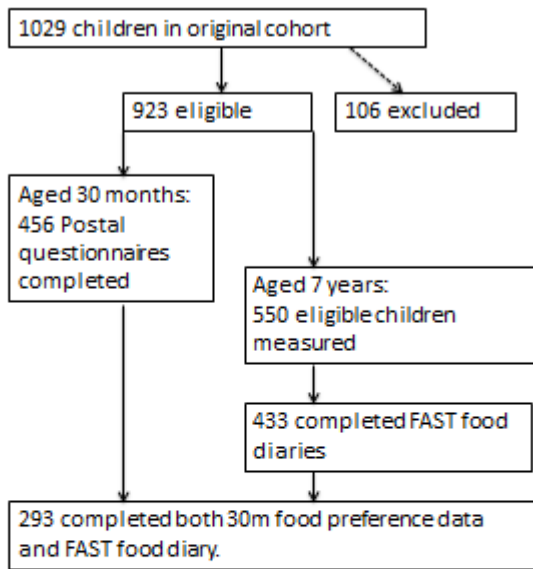 1029 children in original cohort
923 eligible
106 excluded
Aged 30 months:
456 Postal
questionnaires
completed
Aged 7 years:
550 eligible children
measured
433 completed FAST food
diaries
293 completed both 30m food preference data
and FAST food diary.